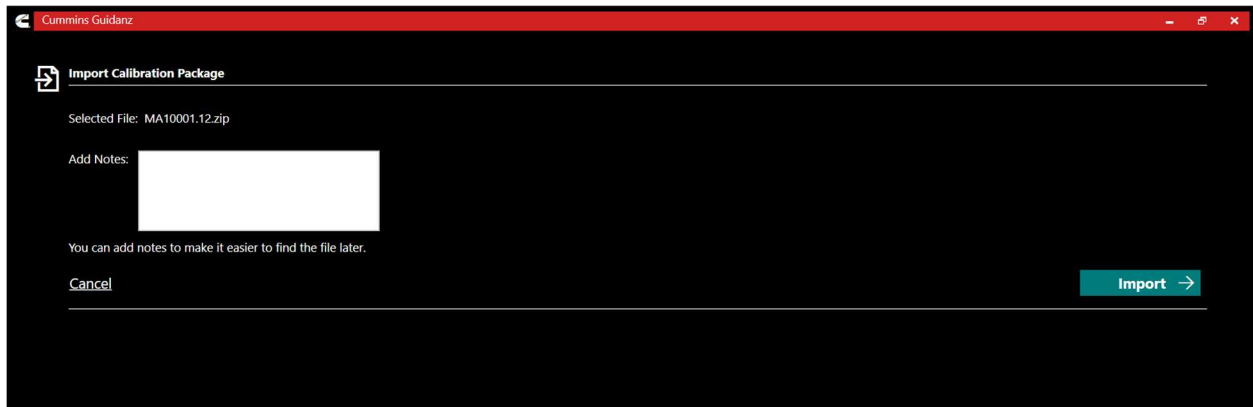 Cummins Guidanz
Import Calibration Package
Selected File: MA10001.12.zip
Add Notes:
You can add notes to make it easier to find the file later.
Cancel
Import